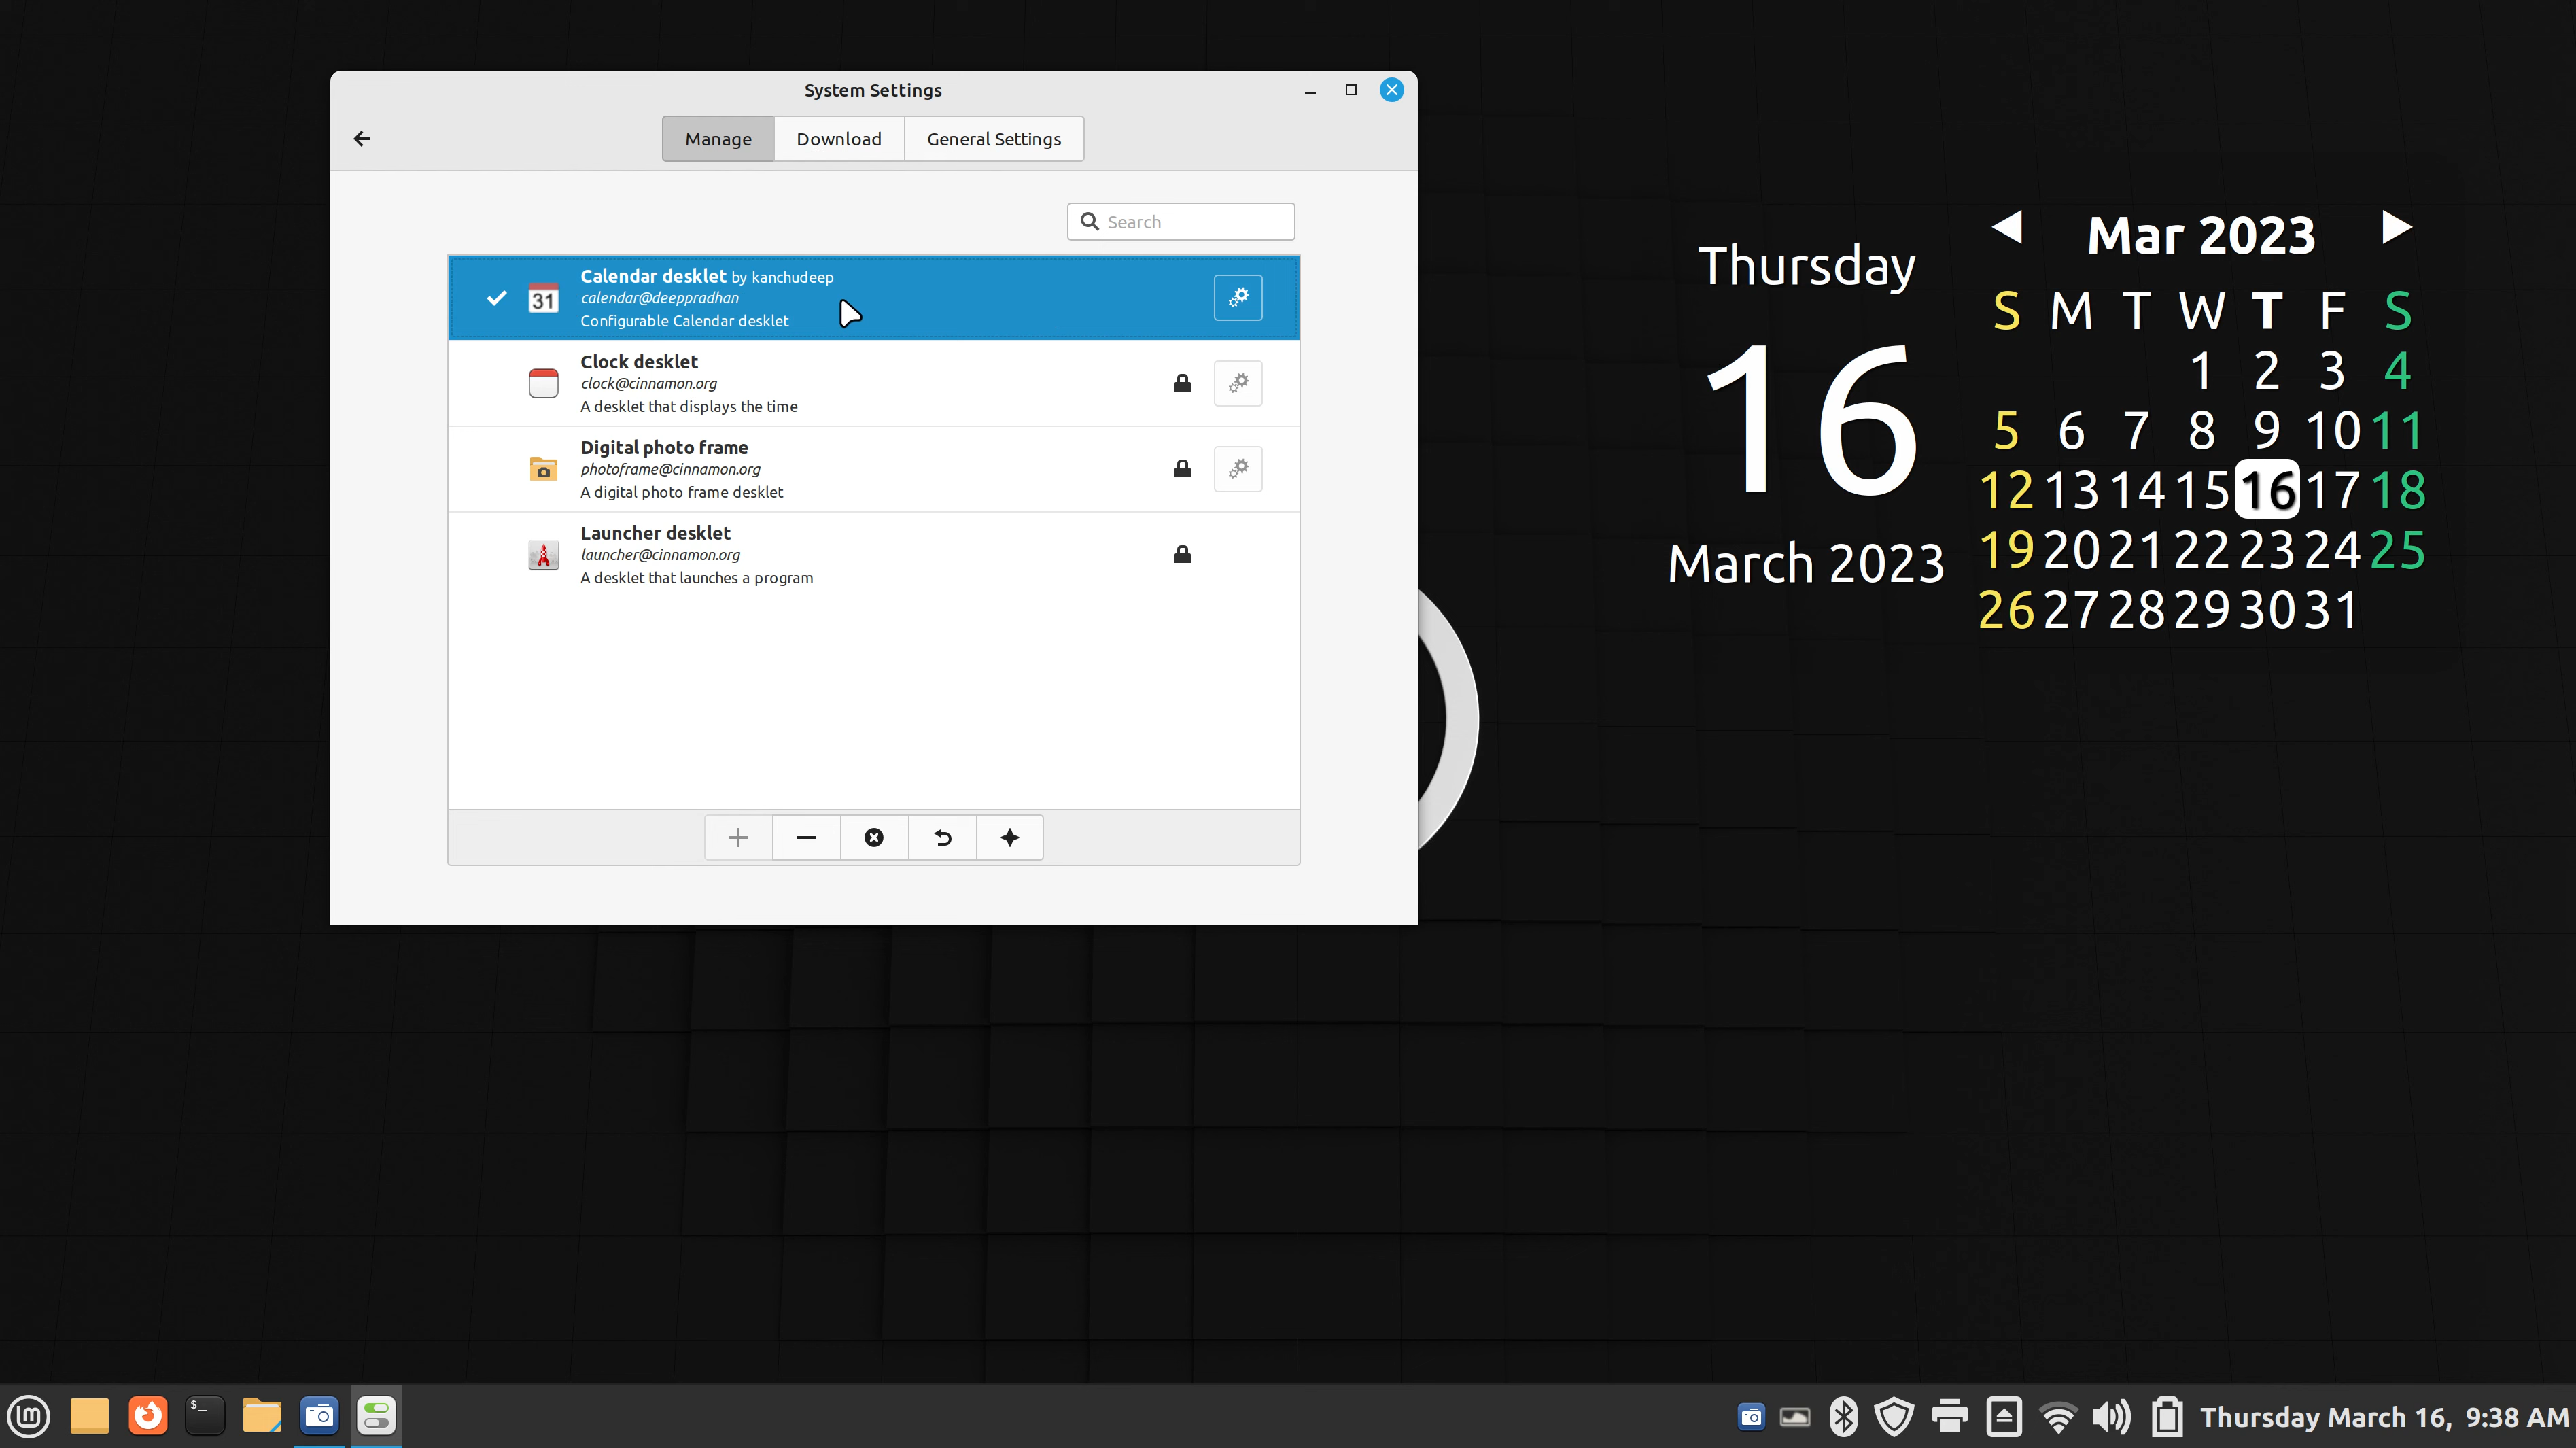 System Settings
Manage
Download
General Settings
Search
31
Calendar desklet by kanchudeep
calendar@deeppradhan
Configurable Calendar desklet
Clock desklet
clock@cinnamon.org
A desklet that displays the time
Digital photo frame
photoframe@cinnamon.org
A digital photo frame desklet
Launcher desklet
launcher@cinnamon.org
A desklet that launches a program
Thursday
16
March 2023
Mar 2023
S M T W T F S
1 2 3 4
5 6 7 8 9 10 11
12 13 14 15 16 17 18
19 20 21 22 23 24 25
26 27 28 29 30 31
$_
Thursday March 16, 9:38 AM